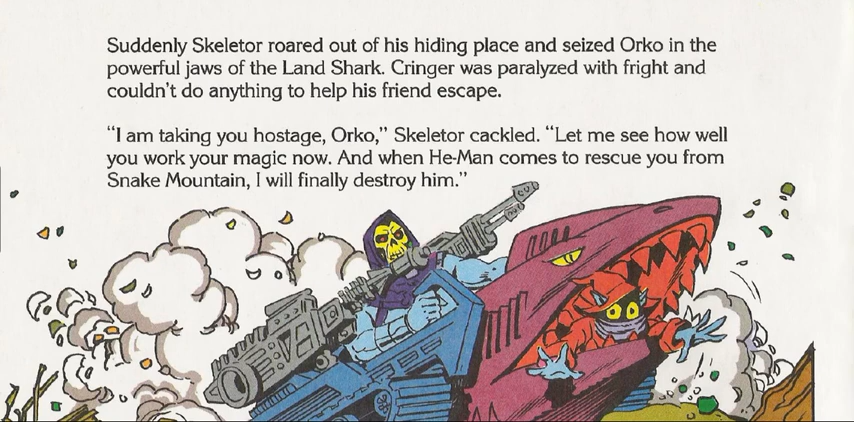 Suddenly Skeletor roared out of his hiding place and seized Orko in the
powerful jaws of the Land Shark. Cringer was paralyzed with fright and
couldn't do anything to help his friend escape.
"I am taking you hostage, Orko," Skeletor cackled. "Let me see how well
you work your magic now. And when He-Man comes to rescue you from
Snake Mountain, I will finally destroy him."